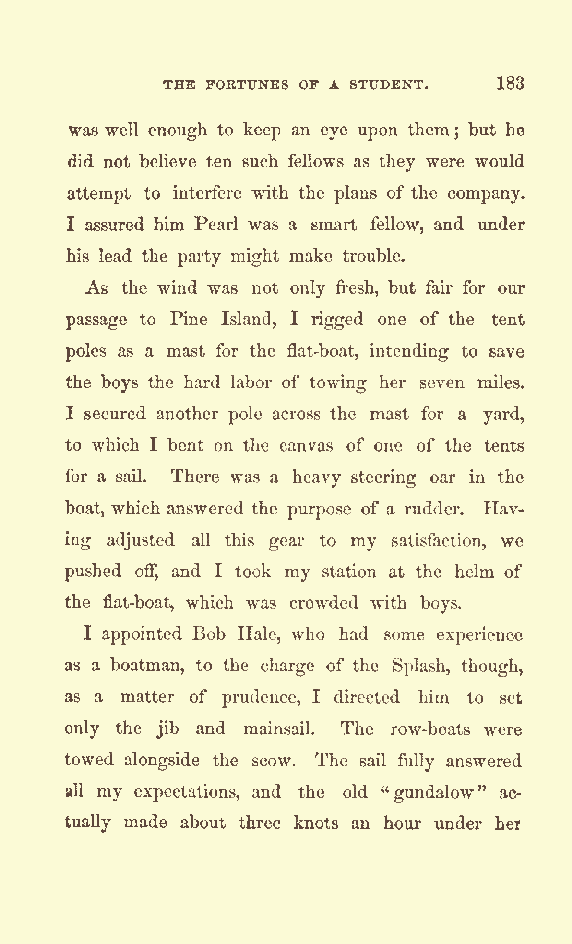 THE FORTUNES OF A STUDENT. 183
was well enough to keep an eye upon them; but he
did not believe ten such fellows as they were would
attempt to interfere with the plans of the company.
I assured him Pearl was a smart fellow, and under
his lead the party might make trouble.
As the wind was not only fresh, but fair for our
passage to Pine Island, I rigged one of the tent
poles as a mast for the flat-boat, intending to save
the boys the hard labor of towing her seven miles.
I secured another pole across the mast for a yard,
to which I bent on the canvas of one of the tents
for a sail. There was a heavy steering oar in the
boat, which answered the purpose of a rudder. Hav-
ing adjusted all this gear to my satisfaction, we
pushed off, and I took my station at the helm of
the flat-boat, which was crowded with boys.
I appointed Bob Hale, who had some experience
as a boatman, to the charge of the Splash, though,
as a matter of prudence, I directed him to set
only the jib and mainsail. The row-boats were
towed alongside the scow. The sail fully answered
all my expectations, and the old "gundalow" ac-
tually made about three knots an hour under her